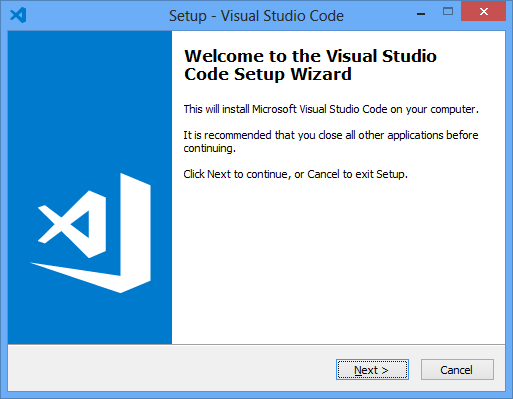 Setup - Visual Studio Code
Welcome to the Visual Studio
Code Setup Wizard
This will install Microsoft Visual Studio Code on your computer.
It is recommended that you close all other applications before
continuing.
Click Next to continue, or Cancel to exit Setup.
Next >
Cancel